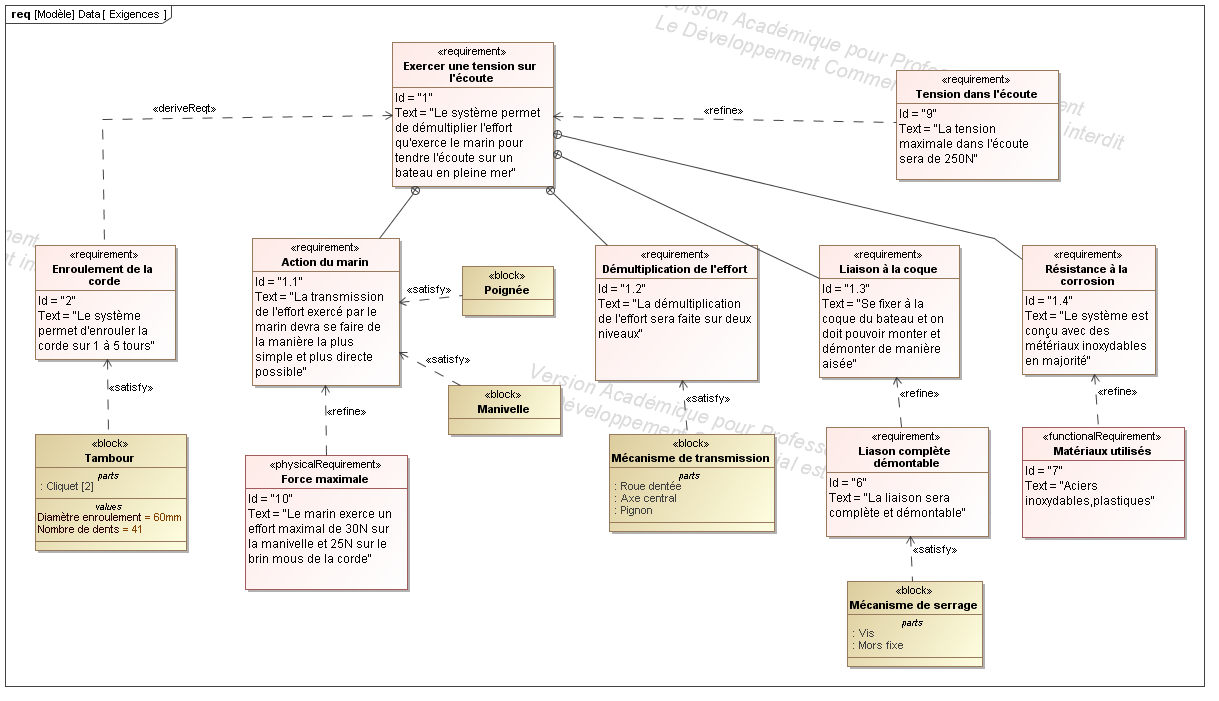 req [Modèle] Data [ Exigences ]
«requirement»
Exercer une tension sur
l'écoute
Id = "1"
Text = "Le système permet
de démultiplier l'effort
qu'exerce le marin pour
tendre l'écoute sur un
bateau en pleine mer"
«deriveReqt»
«refine»
«requirement»
Tension dans l'écoute
Id = "9"
Text = "La tension
maximale dans l'écoute
sera de 250N"
«requirement»
Enroulement de la
corde
Id = "2"
Text = "Le système
permet d'enrouler la
corde sur 1 à 5 tours"
«satisfy»
«block»
Tambour
parts
: Cliquet [2]
values
Diamètre enroulement = 60mm
Nombre de dents = 41
«requirement»
Action du marin
Id = "1.1"
Text = "La transmission
de l'effort exercé par le
marin devra se faire de
la manière la plus
simple et plus directe
possible"
«satisfy»
«block»
Poignée
«satisfy»
«block»
Manivelle
«refine»
«physicalRequirement»
Force maximale
Id = "10"
Text = "Le marin exerce un
effort maximal de 30N sur
la manivelle et 25N sur le
brin mous de la corde"
«requirement»
Démultiplication de l'effort
Id = "1.2"
Text = "La démultiplication
de l'effort sera faite sur deux
niveaux"
«satisfy»
«block»
Mécanisme de transmission
parts
: Roue dentée
: Axe central
: Pignon
«requirement»
Liaison à la coque
Id = "1.3"
Text = "Se fixer à la
coque du bateau et on
doit pouvoir monter et
démonter de manière
aisée"
«refine»
«requirement»
Liason complète
démontable
Id = "6"
Text = "La liaison sera
complète et démontable"
«satisfy»
«block»
Mécanisme de serrage
parts
: Vis
: Mors fixe
«requirement»
Résistance à la
corrosion
Id = "1.4"
Text = "Le système est
conçu avec des
métériaux inoxydables
en majorité"
«refine»
«functionalRequirement»
Matériaux utilisés
Id = "7"
Text = "Aciers
inoxydables,plastiques"
Version Académique pour Profe
Le Développement Comme
ent
interdit
Version Académique pour Profess
éveloppement
ial est